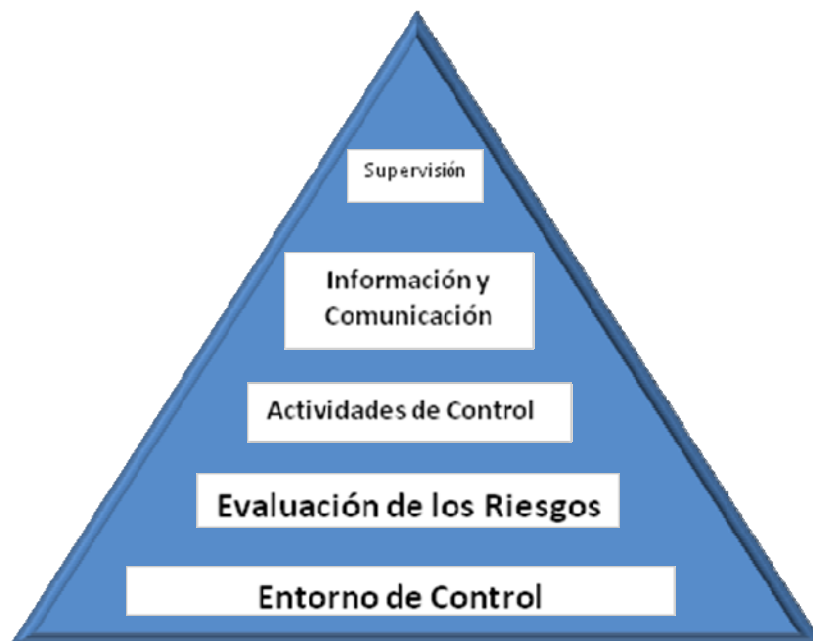 Supervisión
Información y
Comunicación
Actividades de Control
Evaluación de los Riesgos
Entorno de Control